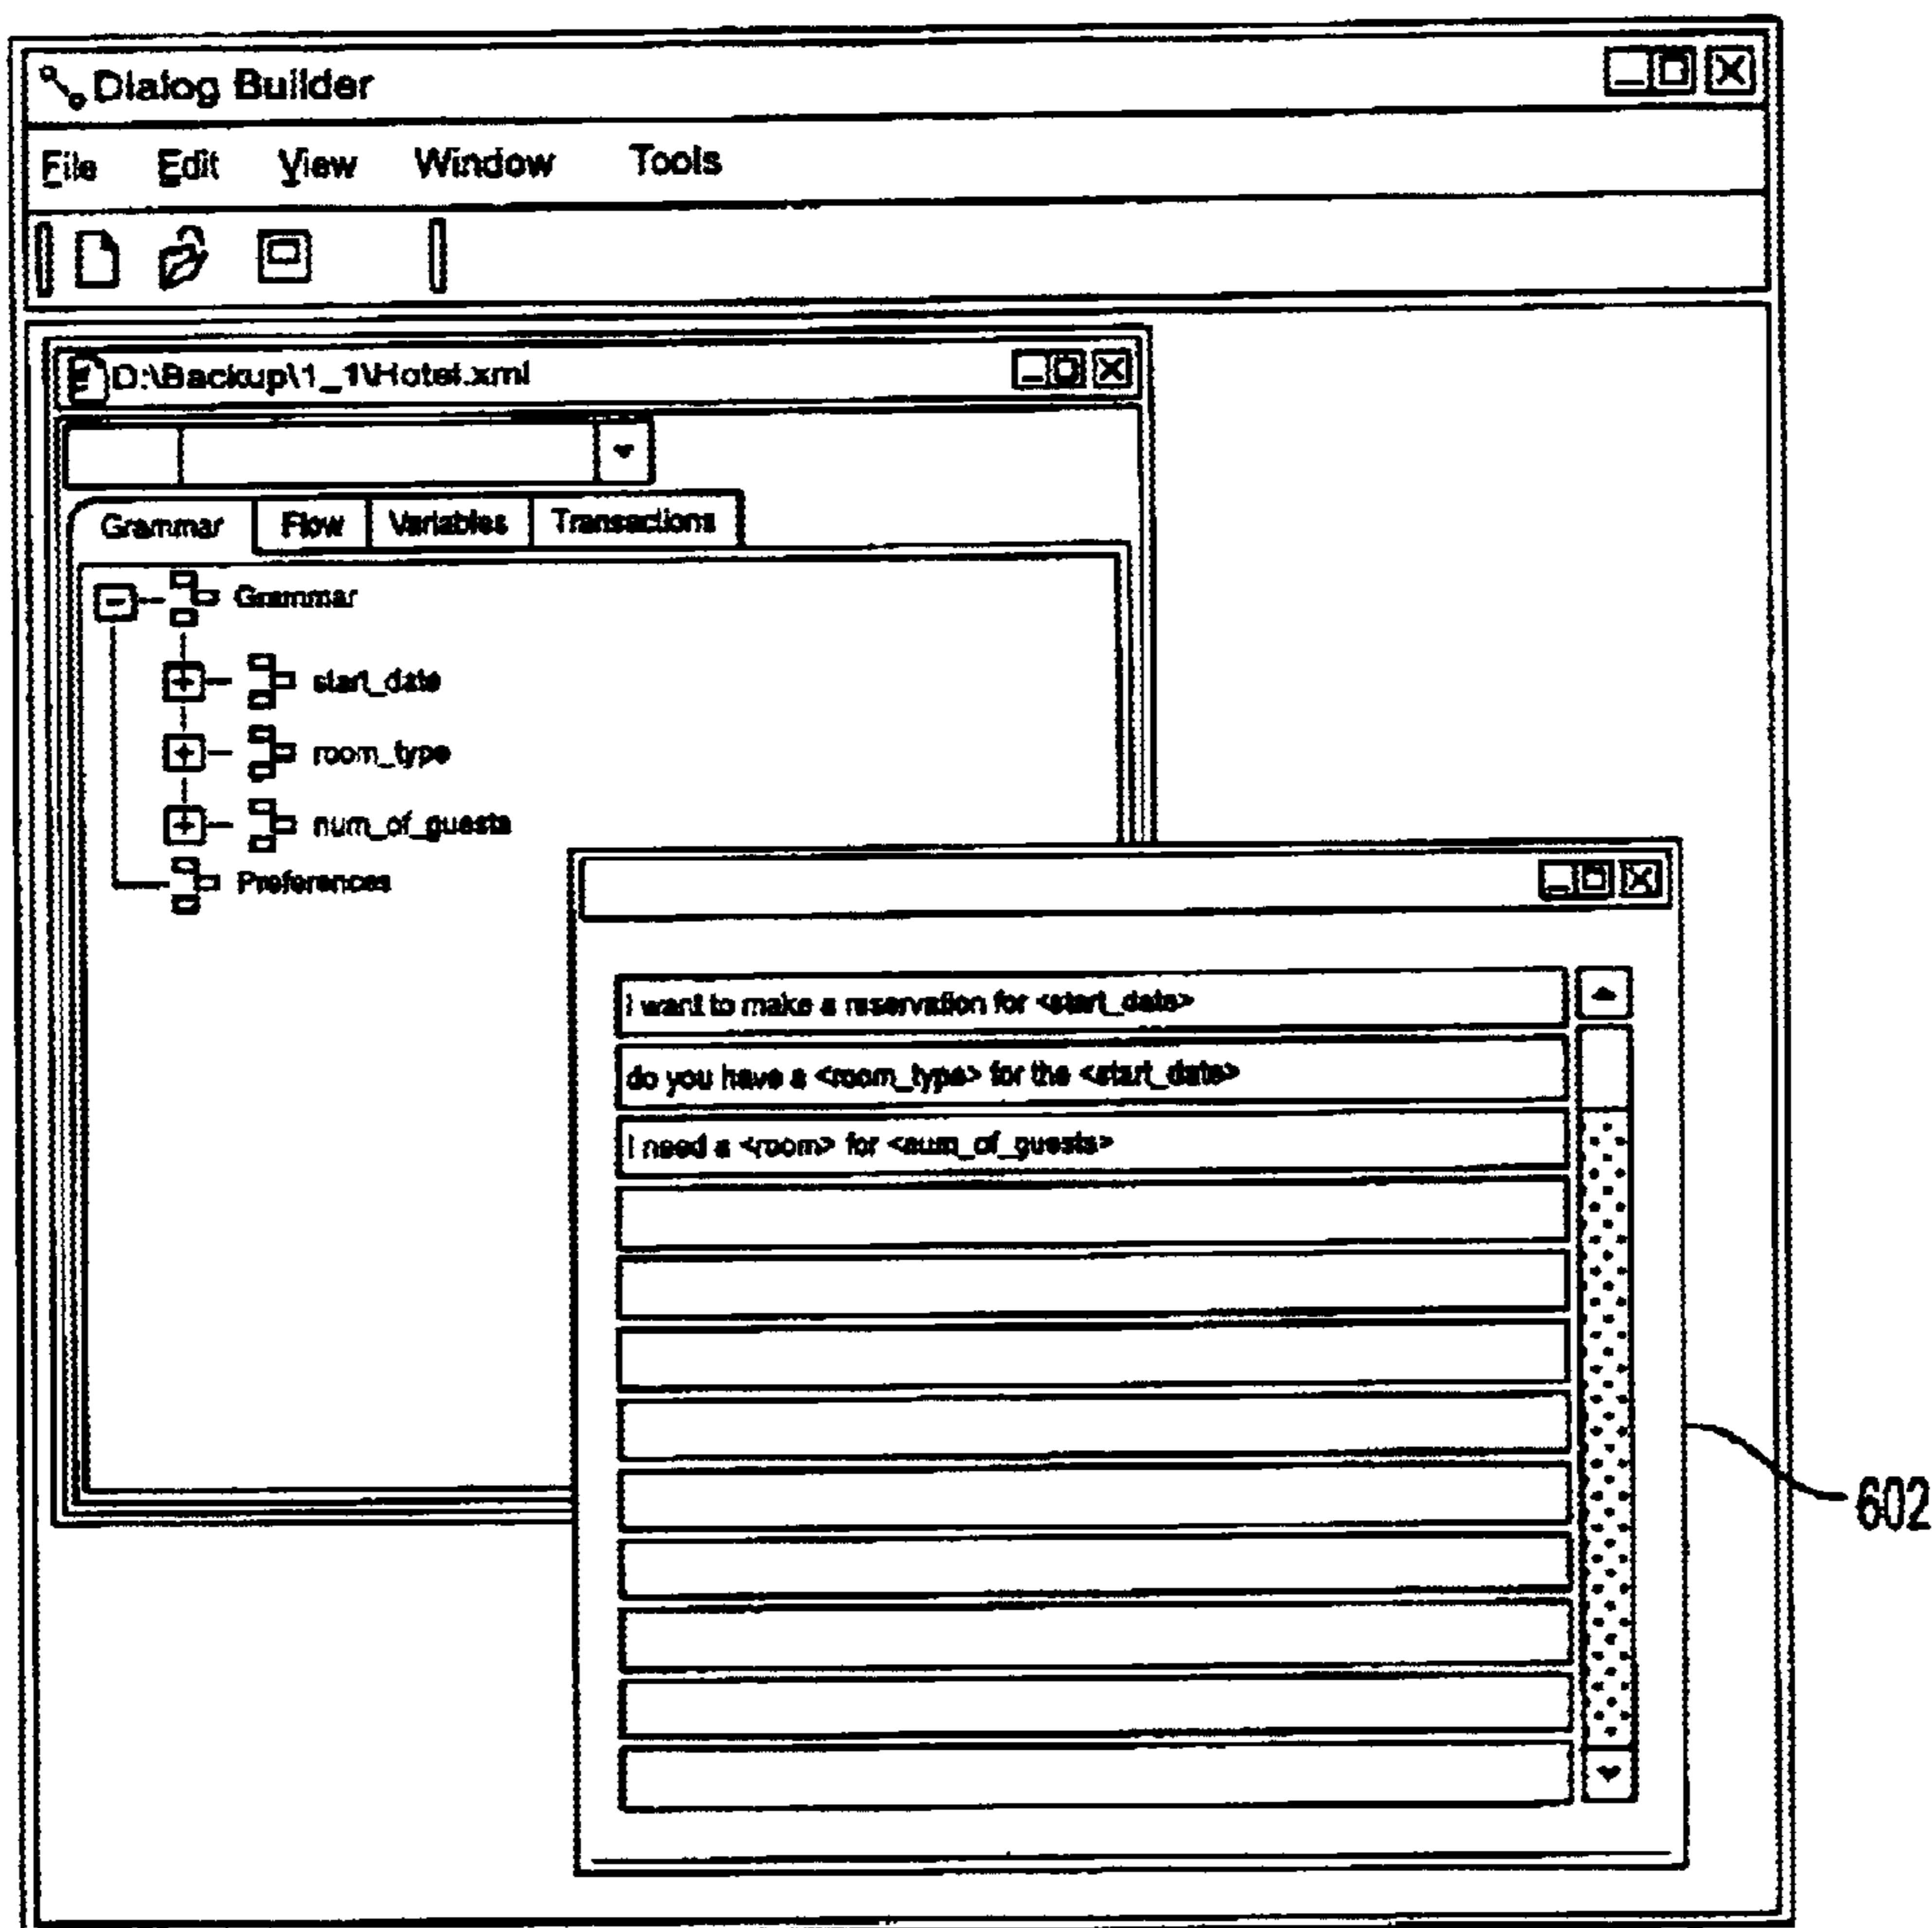 Dialog Builder
File Edit View Window Tools
D:\Backup\1_1\Hotel.xml
Grammar Flow Variables Transactions
Grammar
start_date
room_type
num_of_guests
Preferences
I want to make a reservation for <start_date>
do you have a <room_type> for the <start_date>
I need a <room> for <num_of_guests>
602